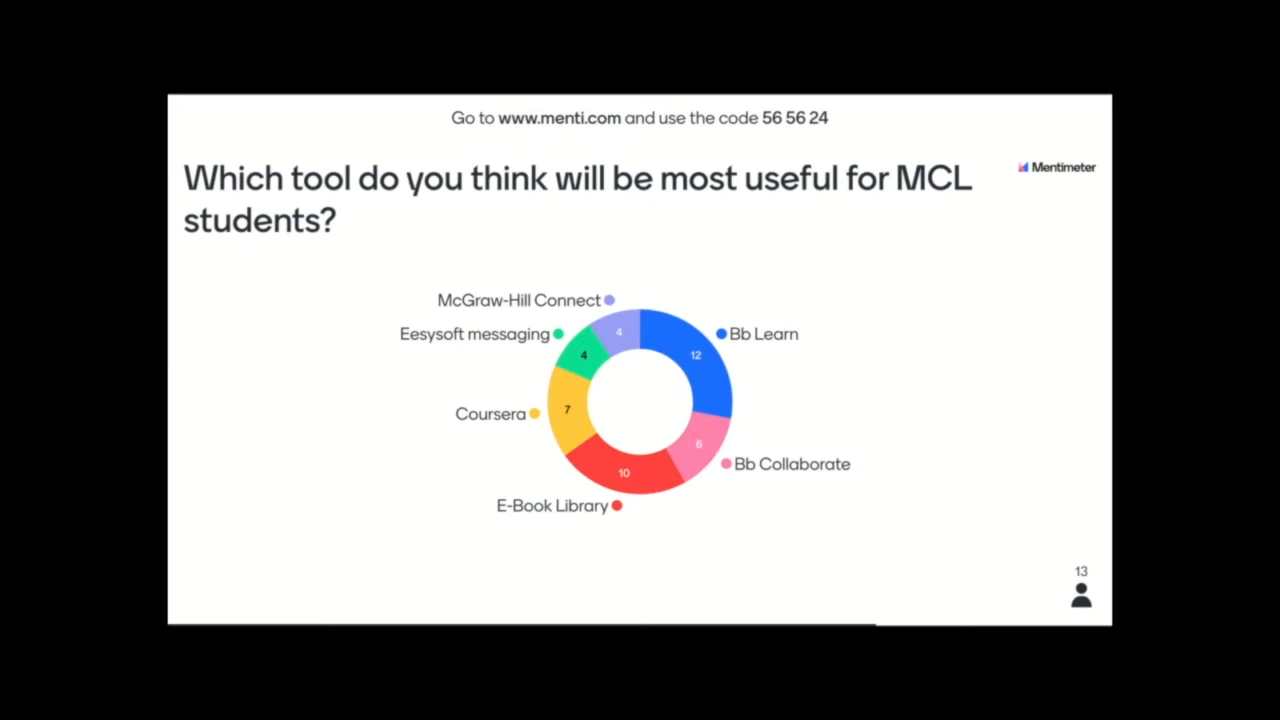 Go to www.menti.com and use the code 56 56 24
Which tool do you think will be most useful for MCL
students?
Mentimeter
McGraw-Hill Connect
4
Eesysoft messaging
4
Bb Learn
12
Coursera
7
6
Bb Collaborate
10
E-Book Library
13